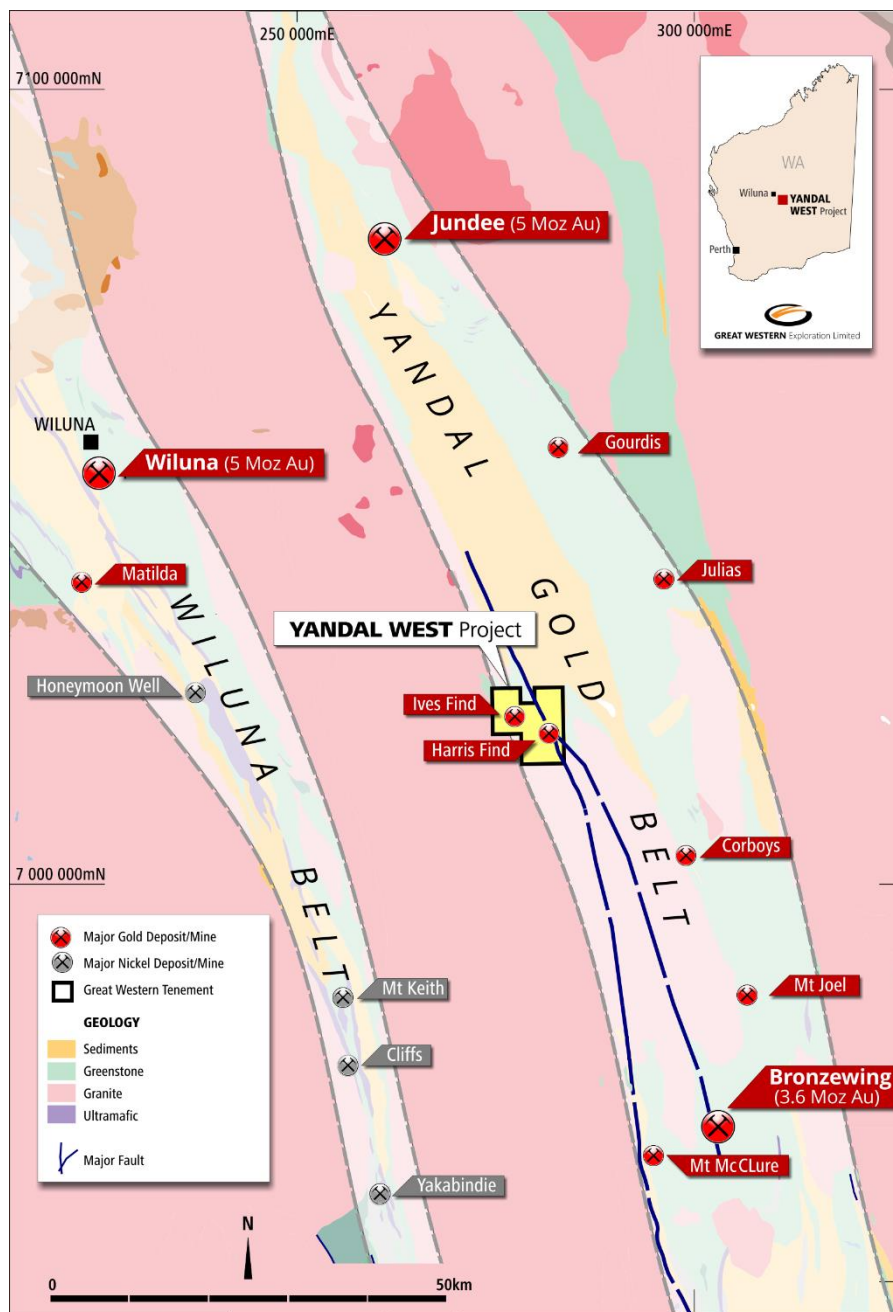 250 000mE
300 000mE
7100 000mN
WA
Wiluna
YANDAL
WEST Project
Perth
GREAT WESTERN Exploration Limited
Jundee (5 Moz Au)
YANDAL
GOLD
BELT
WILUNA
Wiluna (5 Moz Au)
Gourdis
Matilda
Julias
WILUNA
BELT
YANDAL WEST Project
Honeymoon Well
Ives Find
Harris Find
Corboys
7 000 000mN
Major Gold Deposit/Mine
Major Nickel Deposit/Mine
Great Western Tenement
GEOLOGY
Sediments
Greenstone
Granite
Ultramafic
Major Fault
Mt Keith
Cliffs
Yakabindie
Mt Joel
Bronzewing
(3.6 Moz Au)
Mt McCLure
N
0
50km